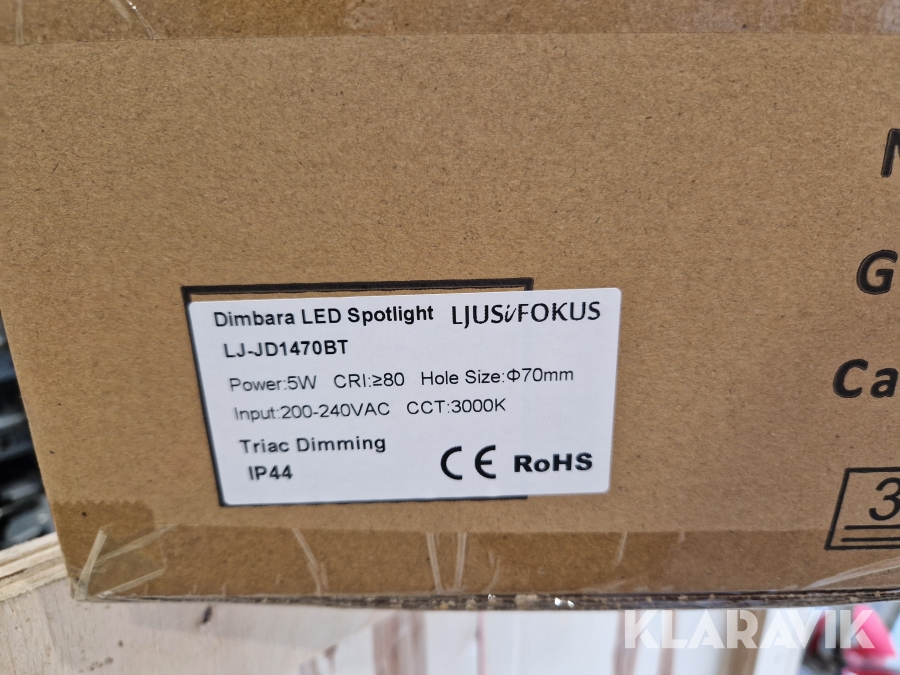 Dimbara LED Spotlight LJUSiFOKUS
LJ-JD1470BT
Power:5W CRI:≥80 Hole Size:Φ70mm
Input:200-240VAC CCT:3000K
Triac Dimming
IP44
CE RoHS
G
Ca
3
KLARAVIK